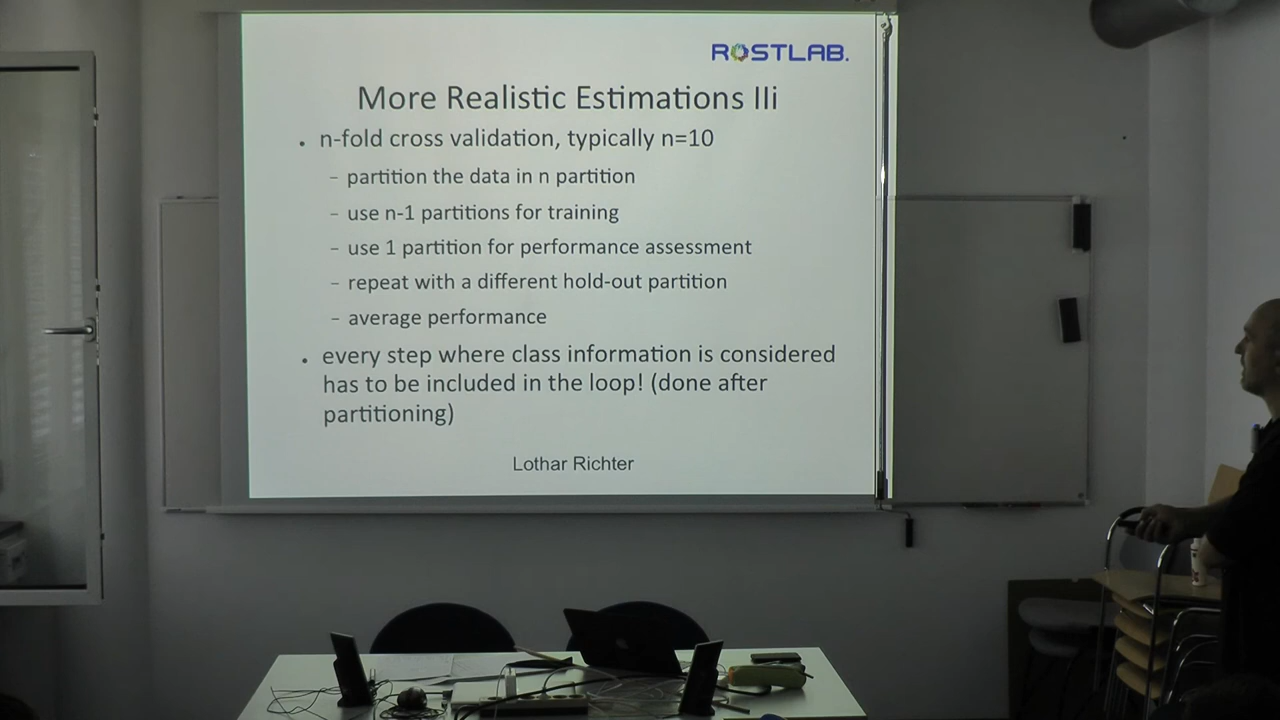 ROSTLAB.
More Realistic Estimations IIi
• n-fold cross validation, typically n=10
– partition the data in n partition
– use n-1 partitions for training
– use 1 partition for performance assessment
– repeat with a different hold-out partition
– average performance
• every step where class information is considered
has to be included in the loop! (done after
partitioning)
Lothar Richter